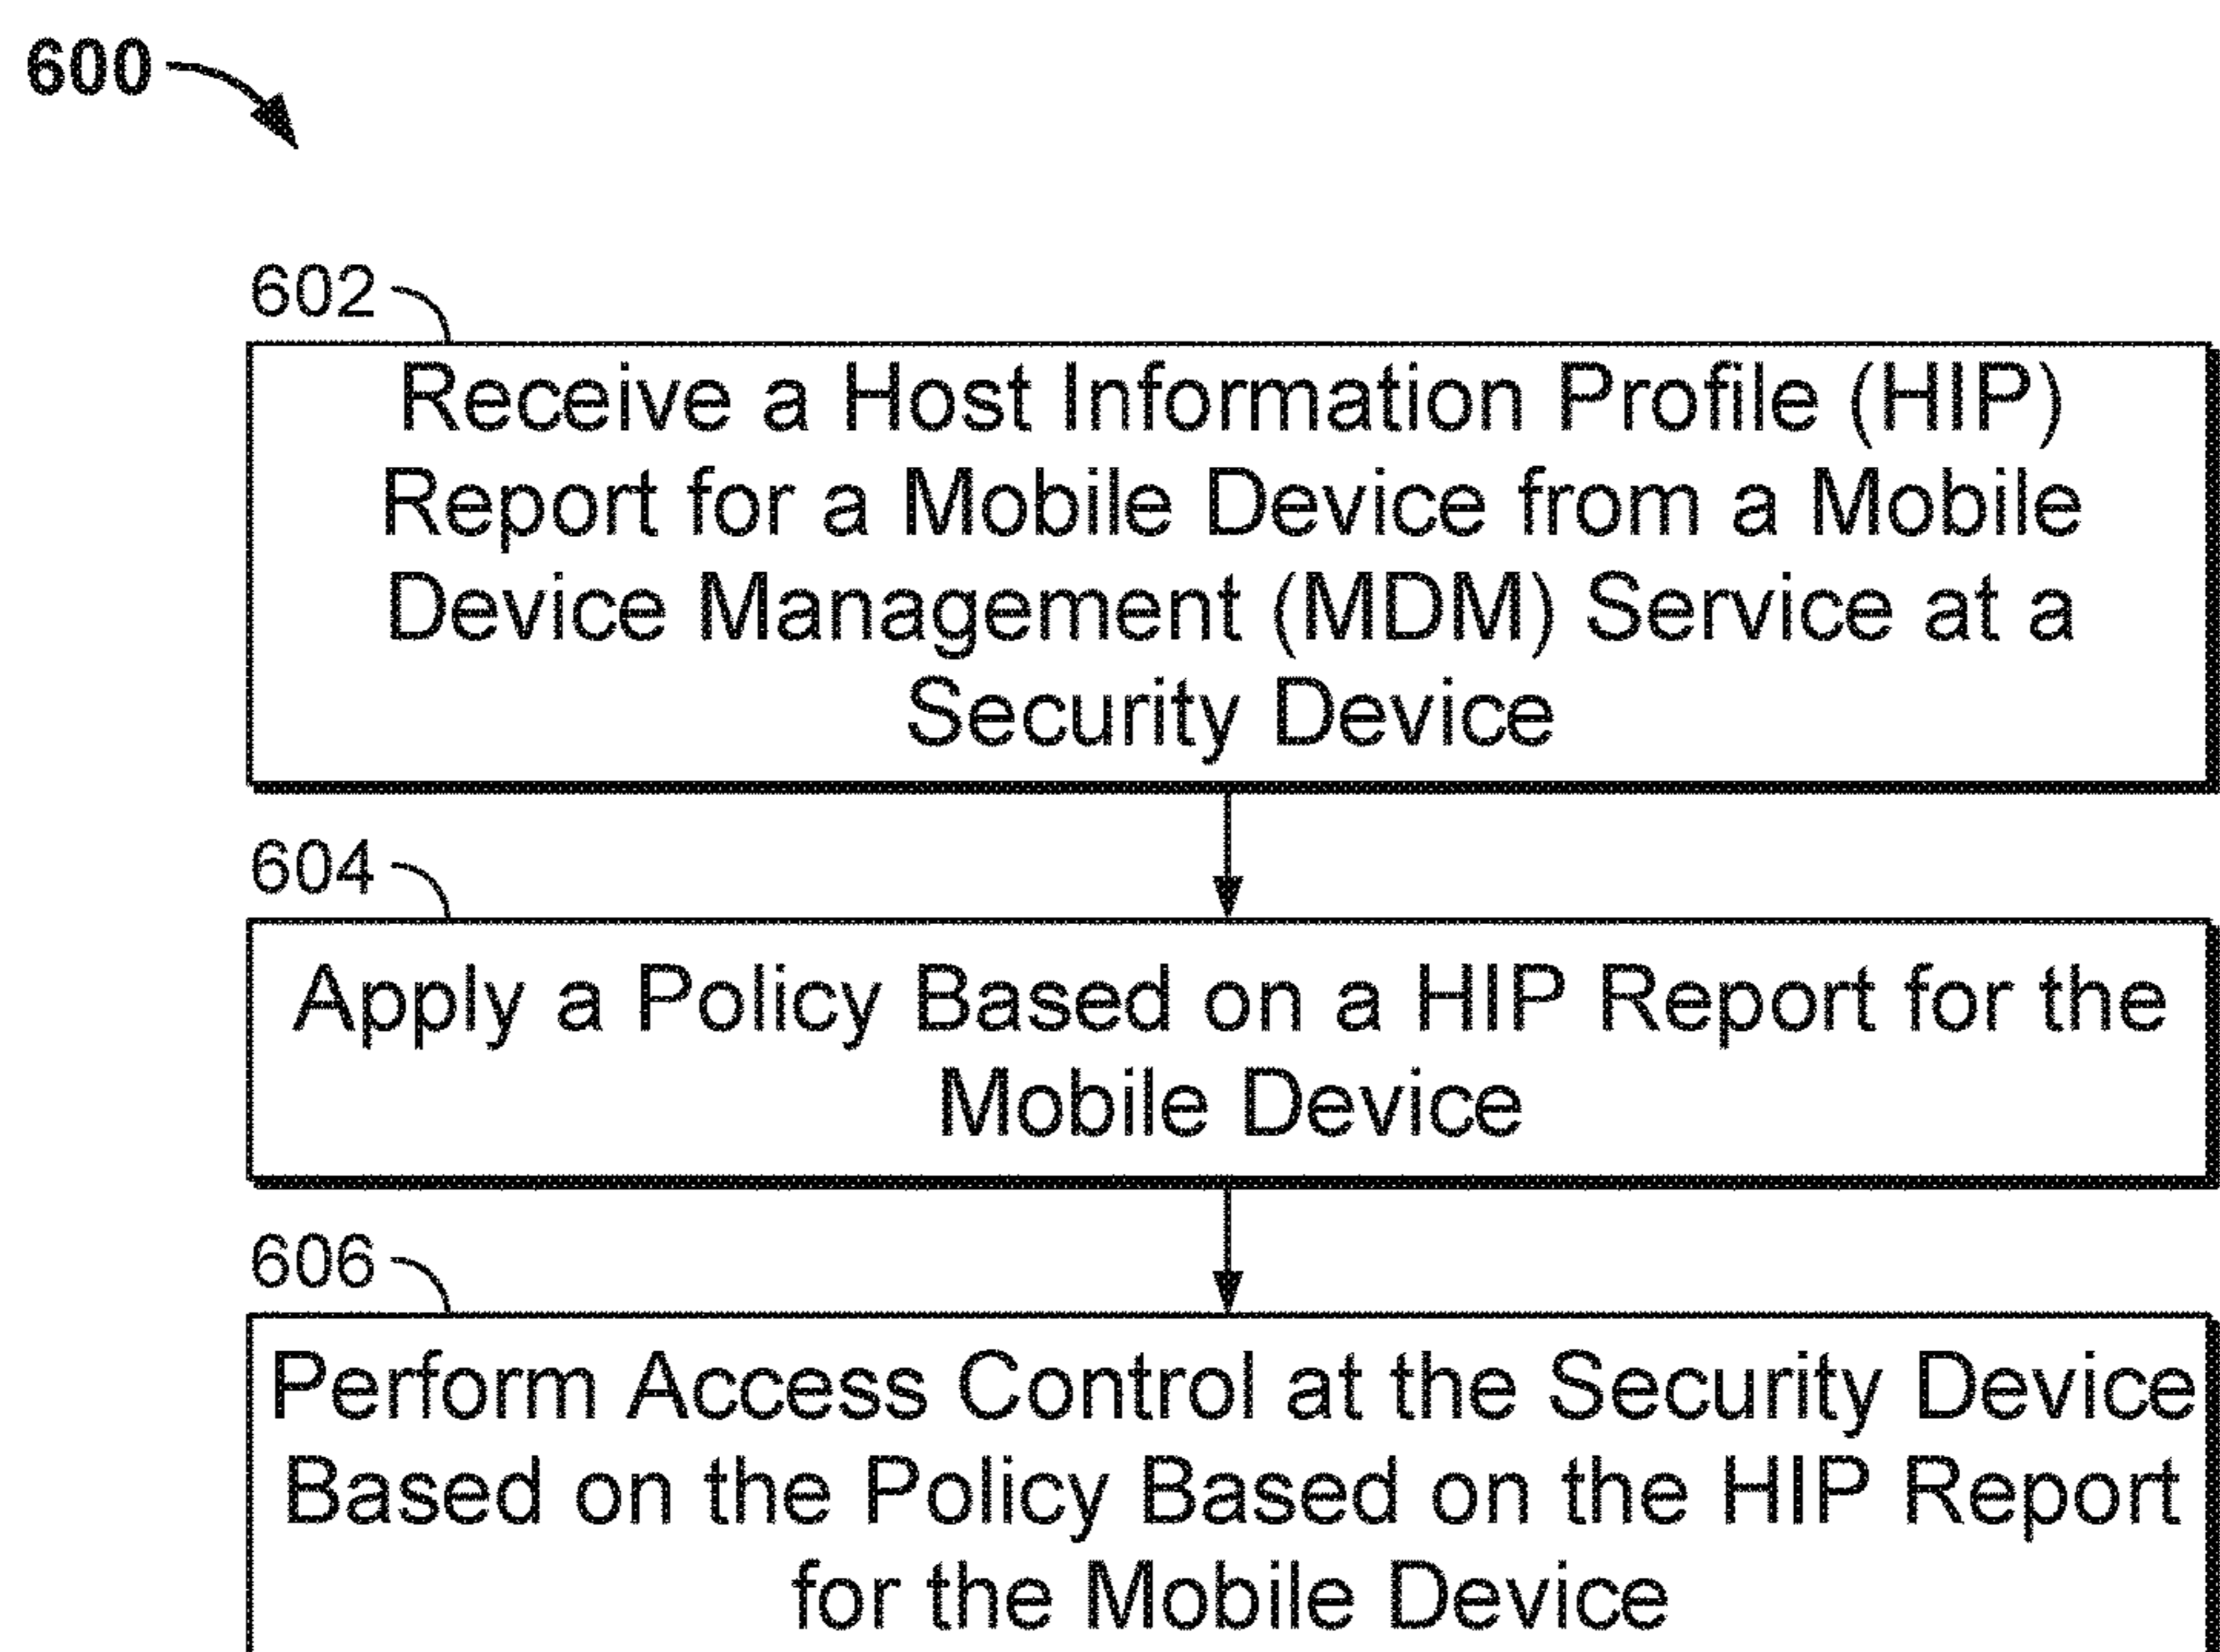 600
602
Receive a Host Information Profile (HIP)
Report for a Mobile Device from a Mobile
Device Management (MDM) Service at a
Security Device
604
Apply a Policy Based on a HIP Report for the
Mobile Device
606
Perform Access Control at the Security Device
Based on the Policy Based on the HIP Report
for the Mobile Device